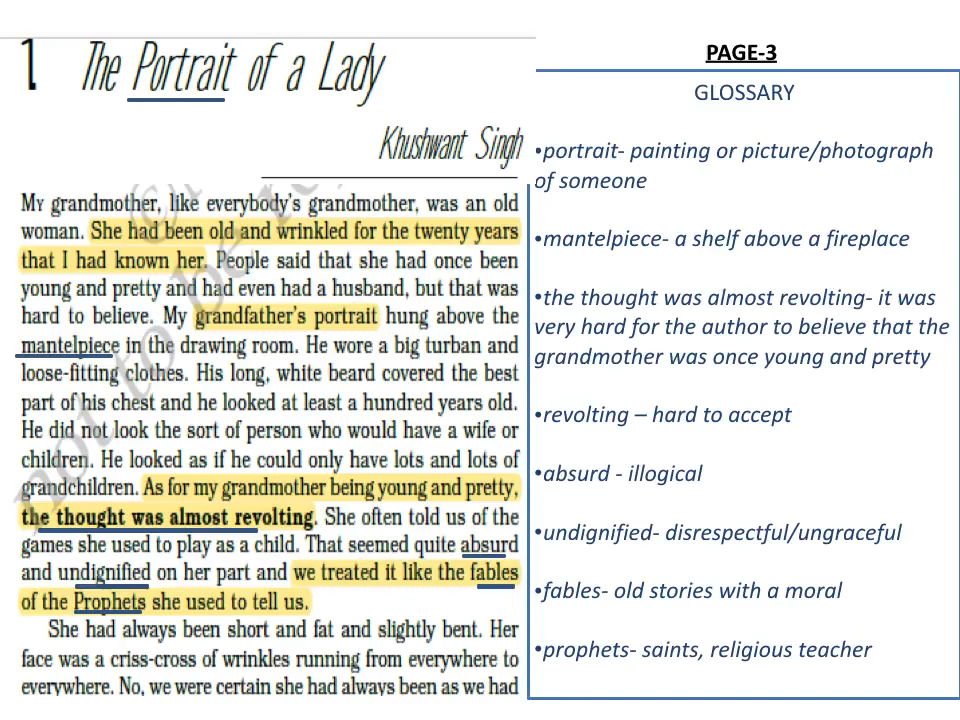 1. The Portrait of a Lady
Khushwant Singh
My grandmother, like everybody's grandmother, was an old
woman. She had been old and wrinkled for the twenty years
that I had known her. People said that she had once been
young and pretty and had even had a husband, but that was
hard to believe. My grandfather's portrait hung above the
mantelpiece in the drawing room. He wore a big turban and
loose-fitting clothes. His long, white beard covered the best
part of his chest and he looked at least a hundred years old.
He did not look the sort of person who would have a wife or
children. He looked as if he could only have lots and lots of
grandchildren. As for my grandmother being young and pretty,
the thought was almost revolting. She often told us of the
games she used to play as a child. That seemed quite absurd
and undignified on her part and we treated it like the fables
of the Prophets she used to tell us.
She had always been short and fat and slightly bent. Her
face was a criss-cross of wrinkles running from everywhere to
everywhere. No, we were certain she had always been as we had
not to be re
PAGE-3
GLOSSARY
•portrait- painting or picture/photograph
of someone
•mantelpiece- a shelf above a fireplace
•the thought was almost revolting- it was
very hard for the author to believe that the
grandmother was once young and pretty
•revolting – hard to accept
•absurd - illogical
•undignified- disrespectful/ungraceful
•fables- old stories with a moral
•prophets- saints, religious teacher